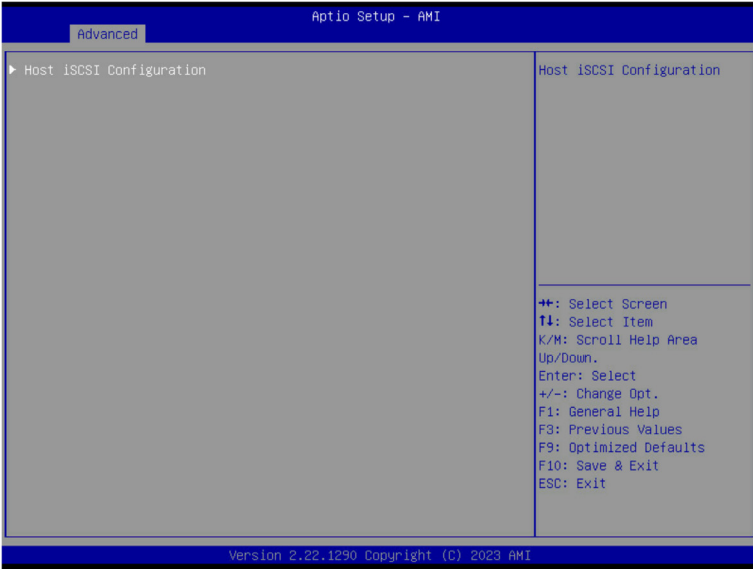 Aptio Setup – AMI
Advanced
▶ Host iSCSI Configuration
Host iSCSI Configuration
→←: Select Screen
↑↓: Select Item
K/M: Scroll Help Area
Up/Down.
Enter: Select
+/-: Change Opt.
F1: General Help
F3: Previous Values
F9: Optimized Defaults
F10: Save & Exit
ESC: Exit
Version 2.22.1290 Copyright (C) 2023 AMI